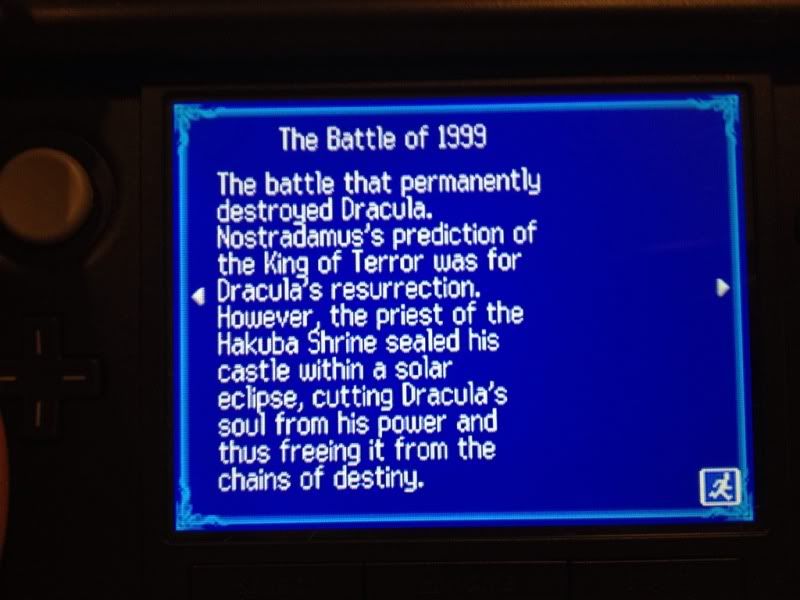 The Battle of 1999
The battle that permanently
destroyed Dracula.
Nostradamus's prediction of
the King of Terror was for
Dracula's resurrection.
However, the priest of the
Hakuba Shrine sealed his
castle within a solar
eclipse, cutting Dracula's
soul from his power and
thus freeing it from the
chains of destiny.